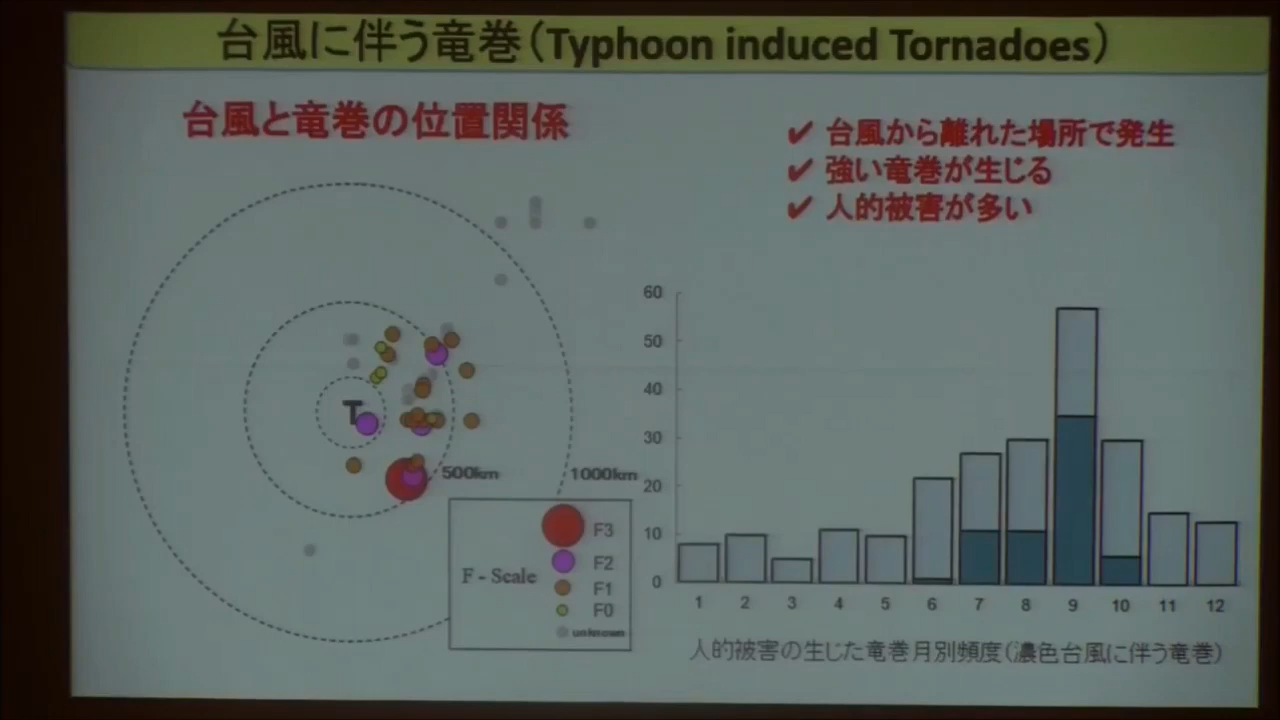 台風に伴う竜巻（Typhoon induced Tornadoes）
台風と竜巻の位置関係
✔ 台風から離れた場所で発生
✔ 強い竜巻が生じる
✔ 人的被害が多い
T
500km
1000km
F - Scale
F3
F2
F1
F0
unknown
60
50
40
30
20
10
0
1 2 3 4 5 6 7 8 9 10 11 12
人的被害の生じた竜巻月別頻度（濃色台風に伴う竜巻）